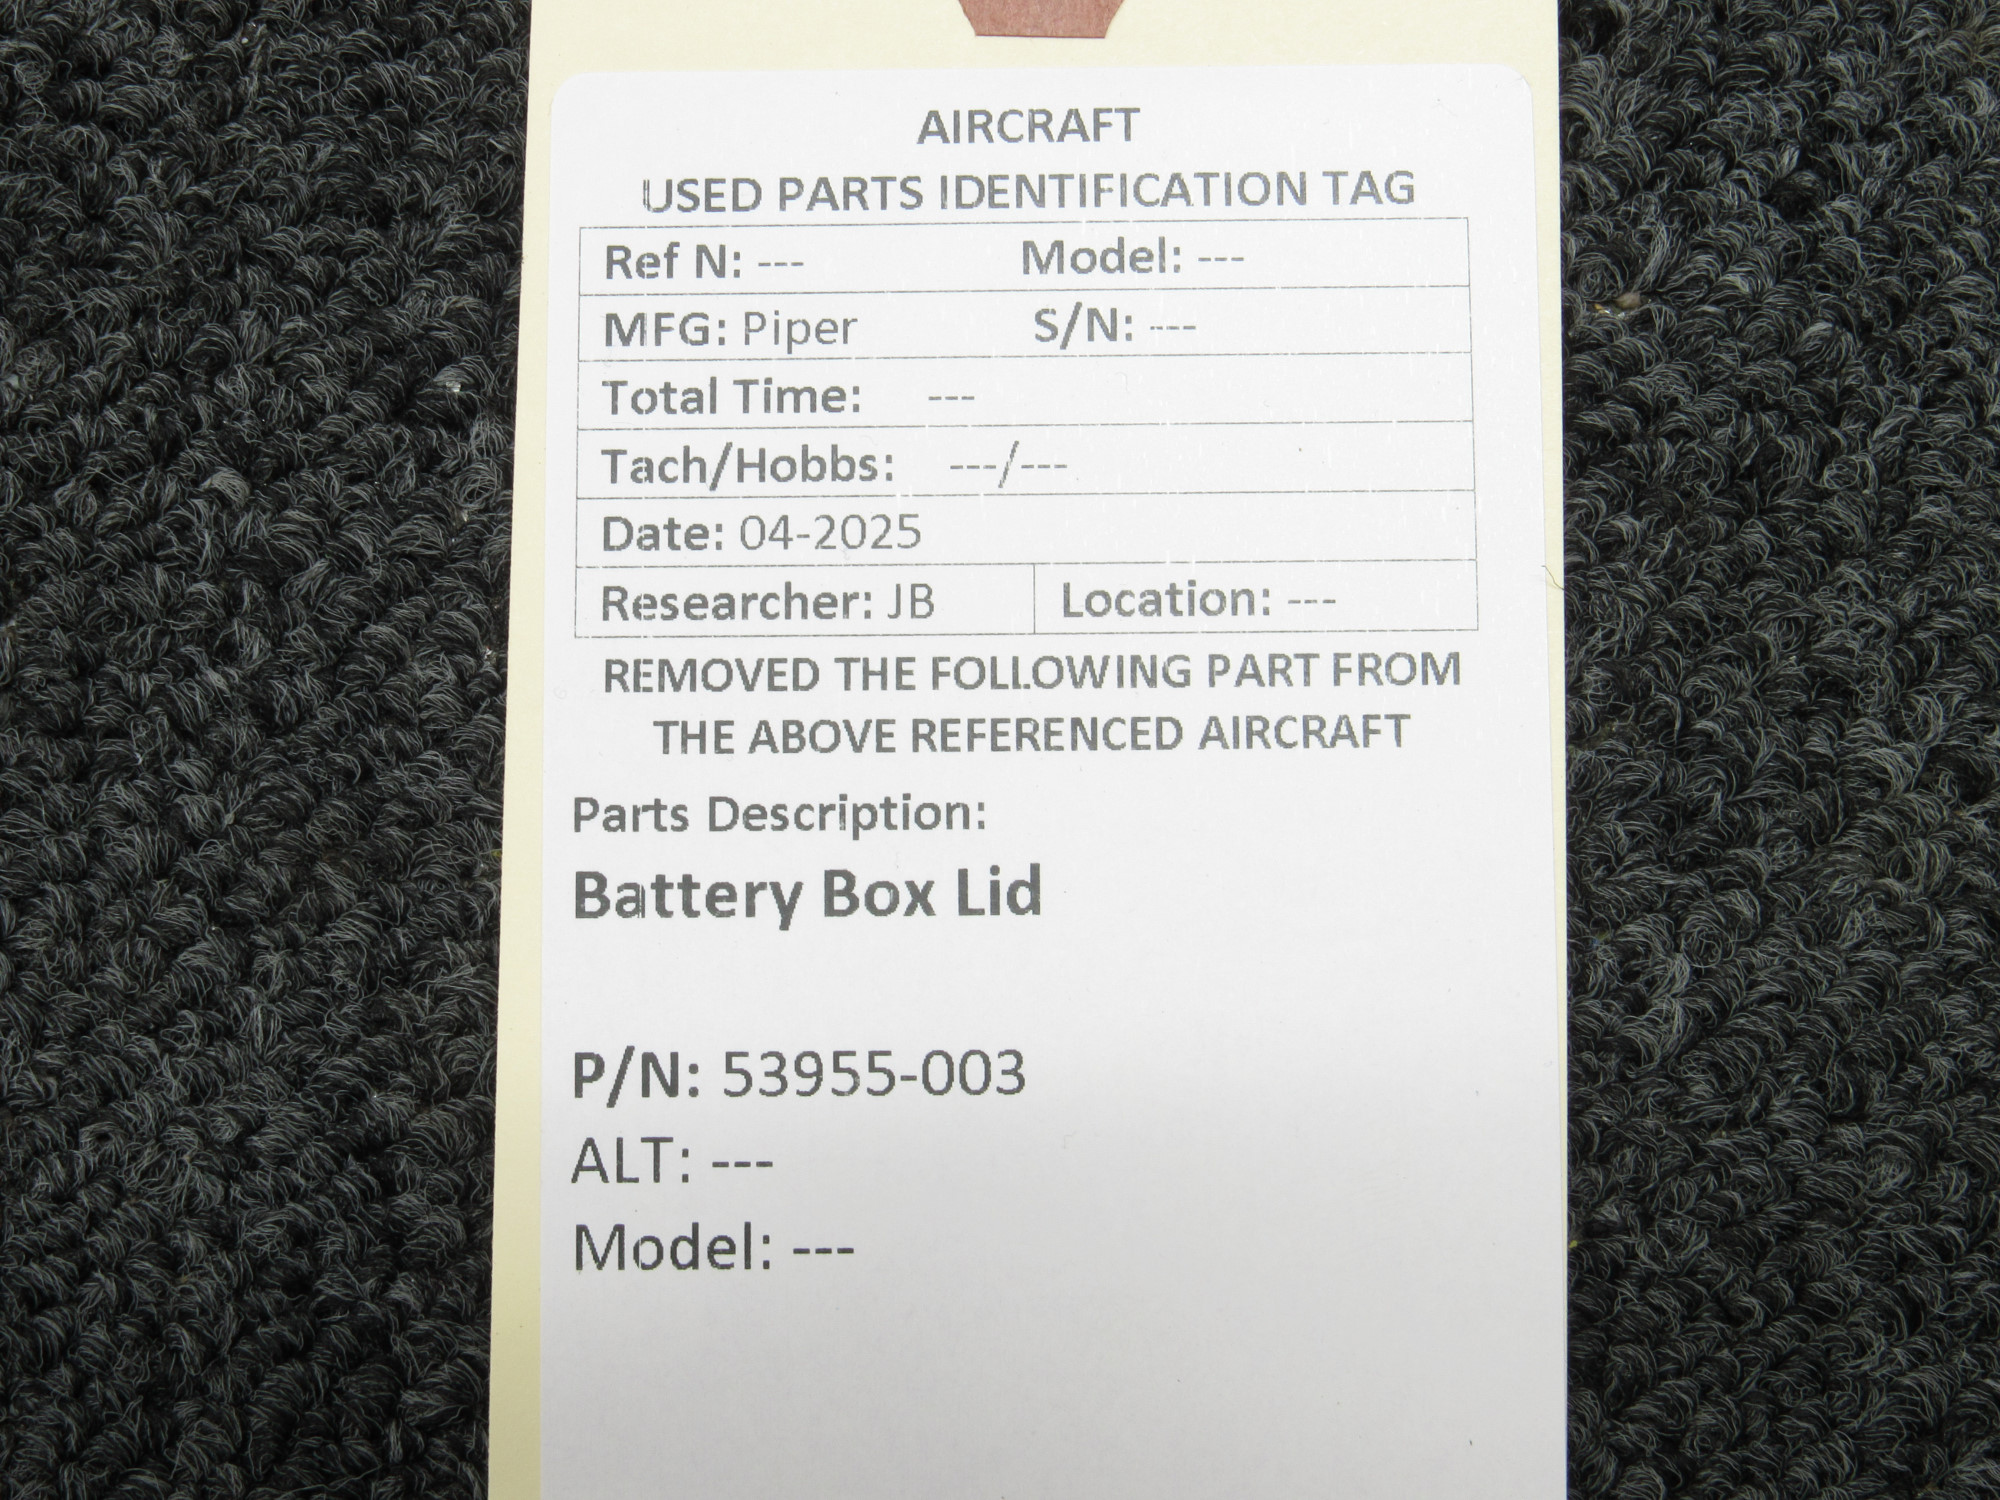 AIRCRAFT
USED PARTS IDENTIFICATION TAG
Ref N: --- Model: ---
MFG: Piper S/N: ---
Total Time: ---
Tach/Hobbs: ---/---
Date: 04-2025
Researcher: JB Location: ---
REMOVED THE FOLLOWING PART FROM
THE ABOVE REFERENCED AIRCRAFT
Parts Description:
Battery Box Lid
P/N: 53955-003
ALT: ---
Model: ---